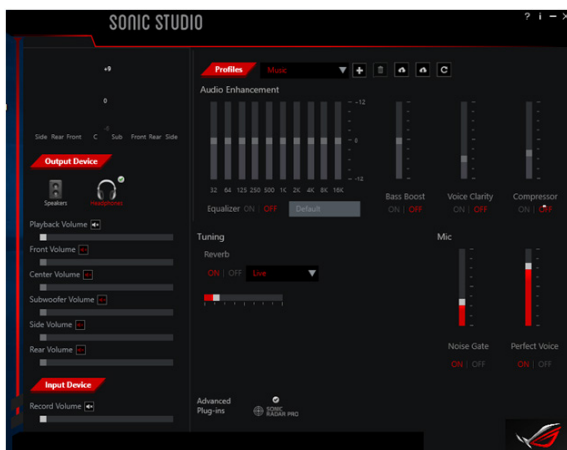 SONIC STUDIO
? i
+9
0
-6
Side Rear Front C Sub Front Rear Side
Output Device
Speakers
Headphones
Playback Volume
Front Volume
Center Volume
Subwoofer Volume
Side Volume
Rear Volume
Input Device
Record Volume
Profiles
Music
Audio Enhancement
-12
-12
32 64 125 250 500 1K 2K 4K 8K 16K
Equalizer ON | OFF Default
Bass Boost Voice Clarity Compressor
ON | OFF ON | OFF ON | OFF
Tuning
Reverb
ON | OFF Live
Mic
Noise Gate Perfect Voice
ON | OFF ON | OFF
Advanced
Plug-ins
SONIC
RADAR PRO